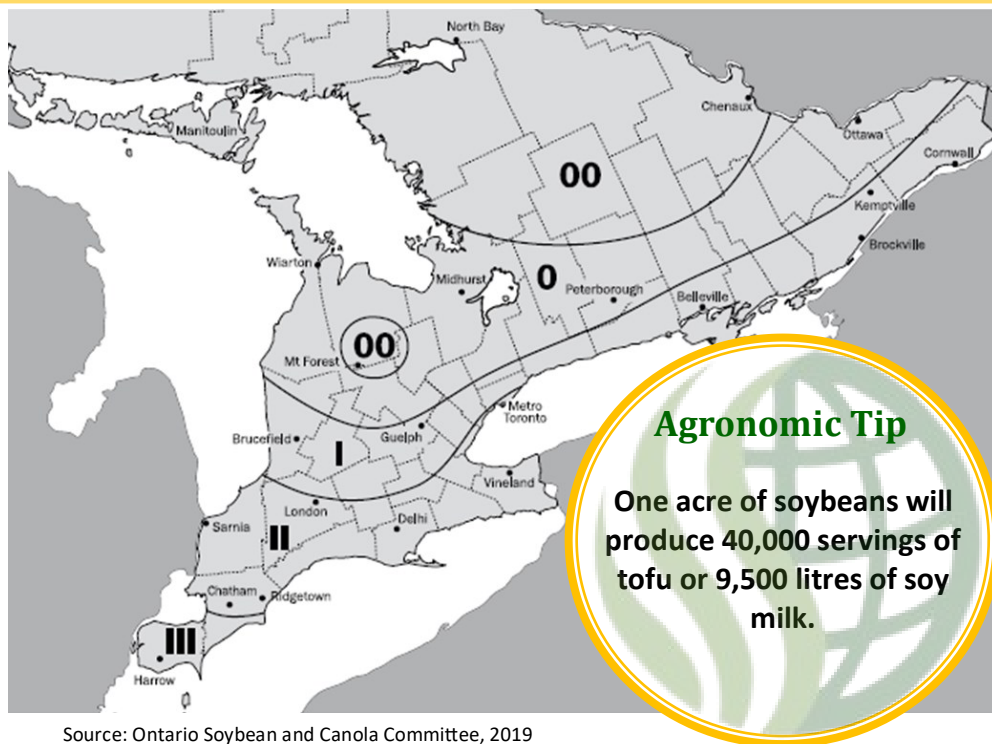 North Bay
Chenaux
Manitoulin
Ottawa
Cornwall
00
Kemptville
Brockville
Wiarton
Midhurst
0
Peterborough
Belleville
00
Mt Forest
Metro
Toronto
Brucefield
Guelph
I
Vineland
London
Sarnia
II
Delhi
Chatham
Ridgetown
III
Harrow
Agronomic Tip
One acre of soybeans will
produce 40,000 servings of
tofu or 9,500 litres of soy
milk.
Source: Ontario Soybean and Canola Committee, 2019